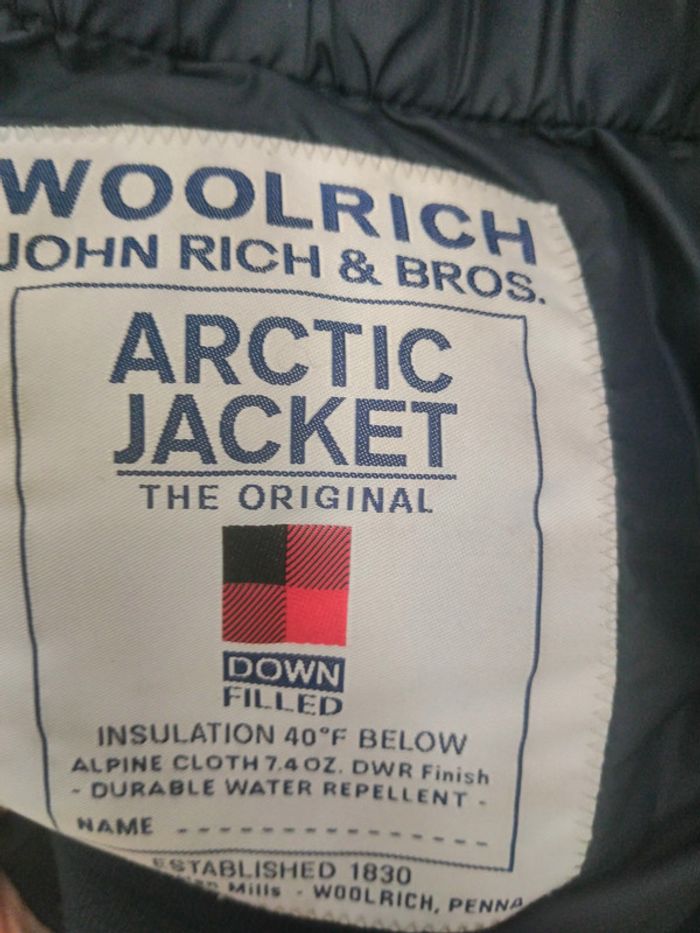 WOOLRICH
JOHN RICH & BROS.
ARCTIC
JACKET
THE ORIGINAL
DOWN
FILLED
INSULATION 40°F BELOW
ALPINE CLOTH 7.4 OZ. DWR Finish
- DURABLE WATER REPELLENT -
NAME --------------
ESTABLISHED 1830
Mills - WOOLRICH, PENNA